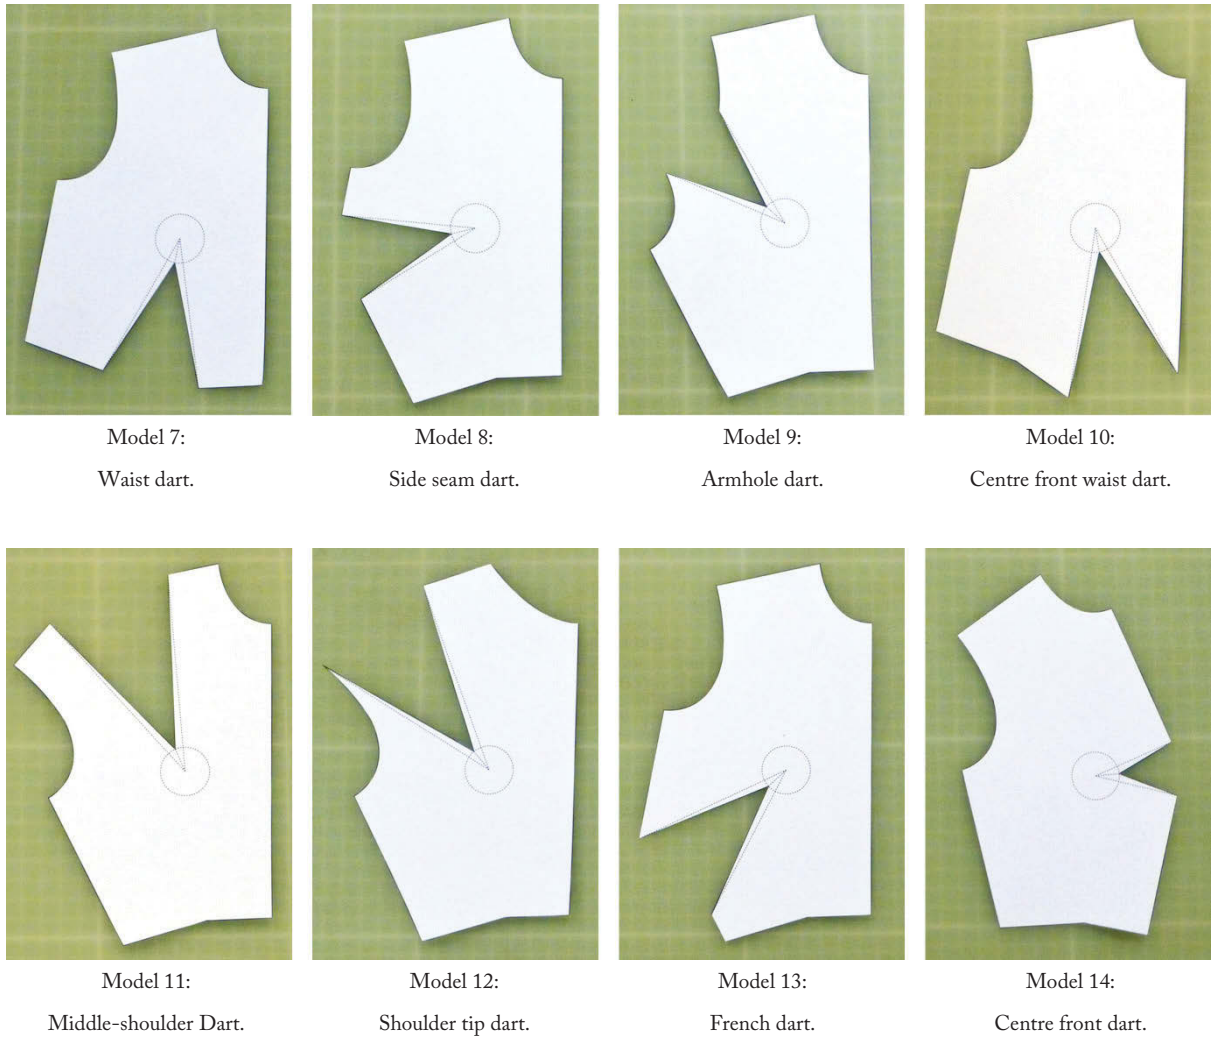 Model 7:
Waist dart.
Model 8:
Side seam dart.
Model 9:
Armhole dart.
Model 10:
Centre front waist dart.
Model 11:
Middle-shoulder Dart.
Model 12:
Shoulder tip dart.
Model 13:
French dart.
Model 14:
Centre front dart.